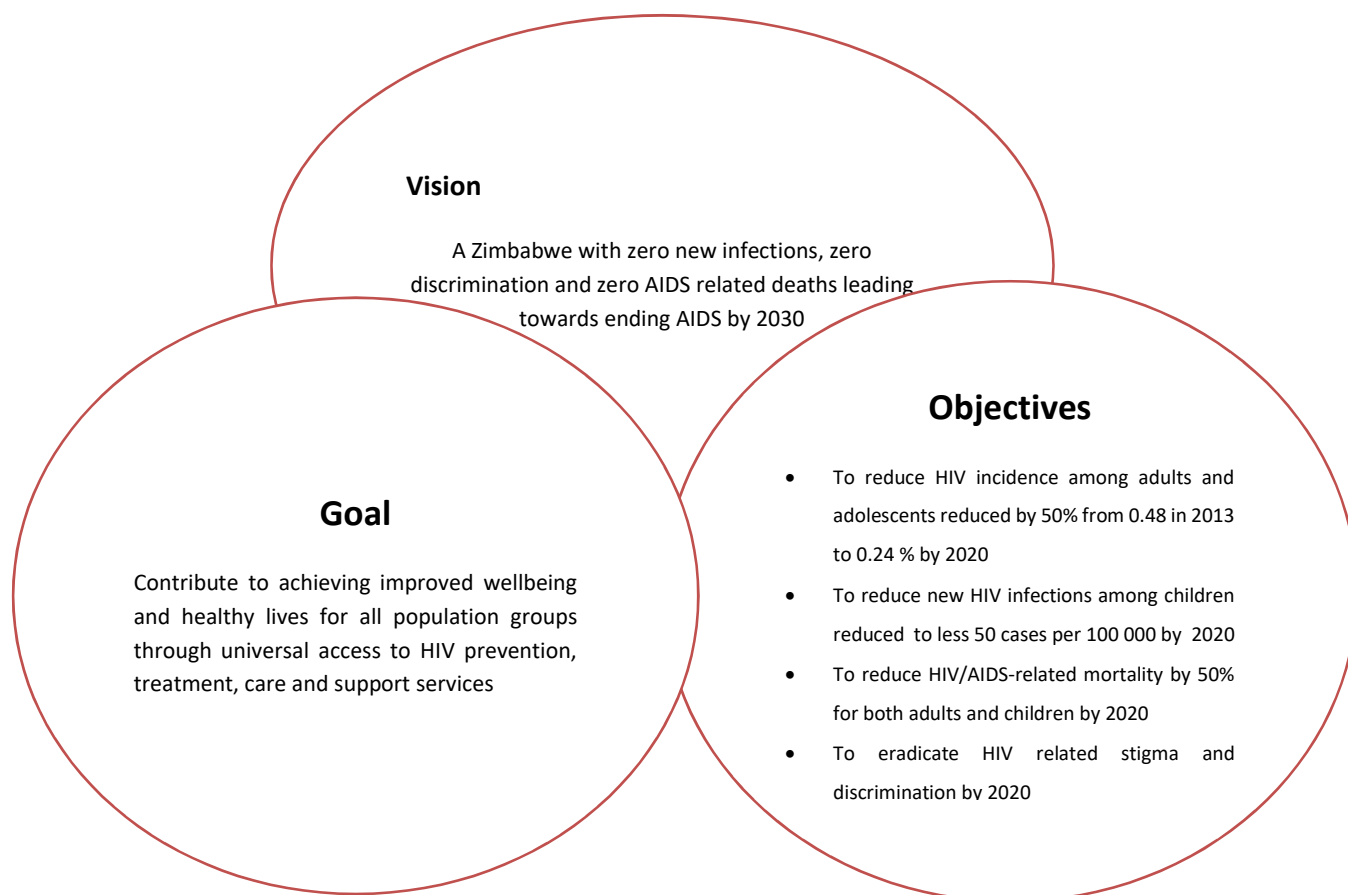 Vision
A Zimbabwe with zero new infections, zero
discrimination and zero AIDS related deaths leading
towards ending AIDS by 2030
Goal
Contribute to achieving improved wellbeing
and healthy lives for all population groups
through universal access to HIV prevention,
treatment, care and support services
Objectives
• To reduce HIV incidence among adults and
adolescents reduced by 50% from 0.48 in 2013
to 0.24 % by 2020
• To reduce new HIV infections among children
reduced to less 50 cases per 100 000 by 2020
• To reduce HIV/AIDS-related mortality by 50%
for both adults and children by 2020
• To eradicate HIV related stigma and
discrimination by 2020